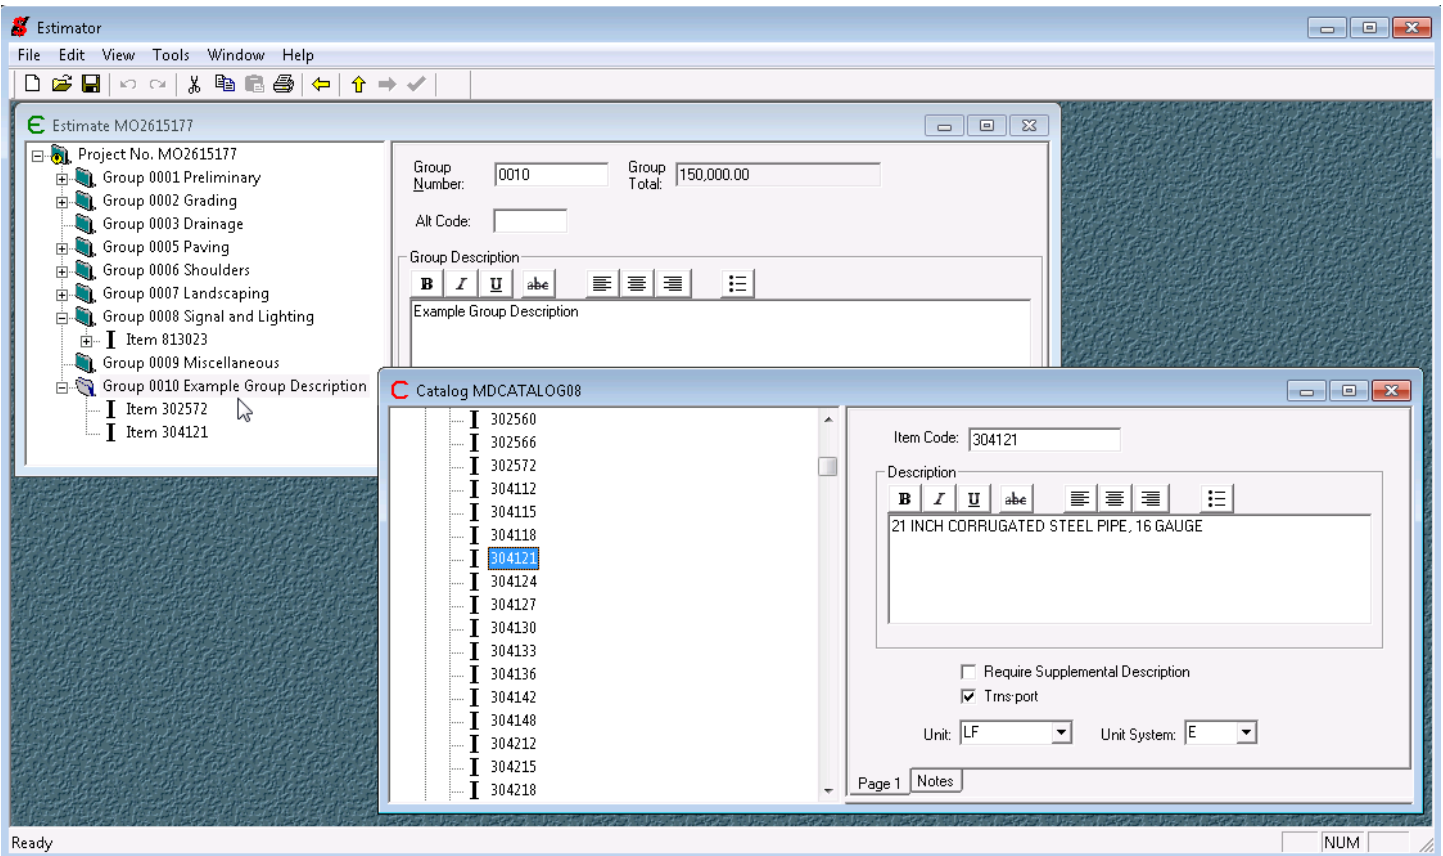 Estimator
File Edit View Tools Window Help
Estimate MO2615177
Project No. MO2615177
Group 0001 Preliminary
Group 0002 Grading
Group 0003 Drainage
Group 0005 Paving
Group 0006 Shoulders
Group 0007 Landscaping
Group 0008 Signal and Lighting
Item 813023
Group 0009 Miscellaneous
Group 0010 Example Group Description
Item 302572
Item 304121
Group Number: 0010 Group Total: 150,000.00
Alt Code:
Group Description
B I U abc
Example Group Description
Catalog MDCATALOG08
302560
302566
302572
304112
304115
304118
304121
304124
304127
304130
304133
304136
304142
304148
304212
304215
304218
Item Code: 304121
Description
B I U abc
21 INCH CORRUGATED STEEL PIPE, 16 GAUGE
Require Supplemental Description
Trns·port
Unit: LF Unit System: E
Page 1 Notes
Ready NUM